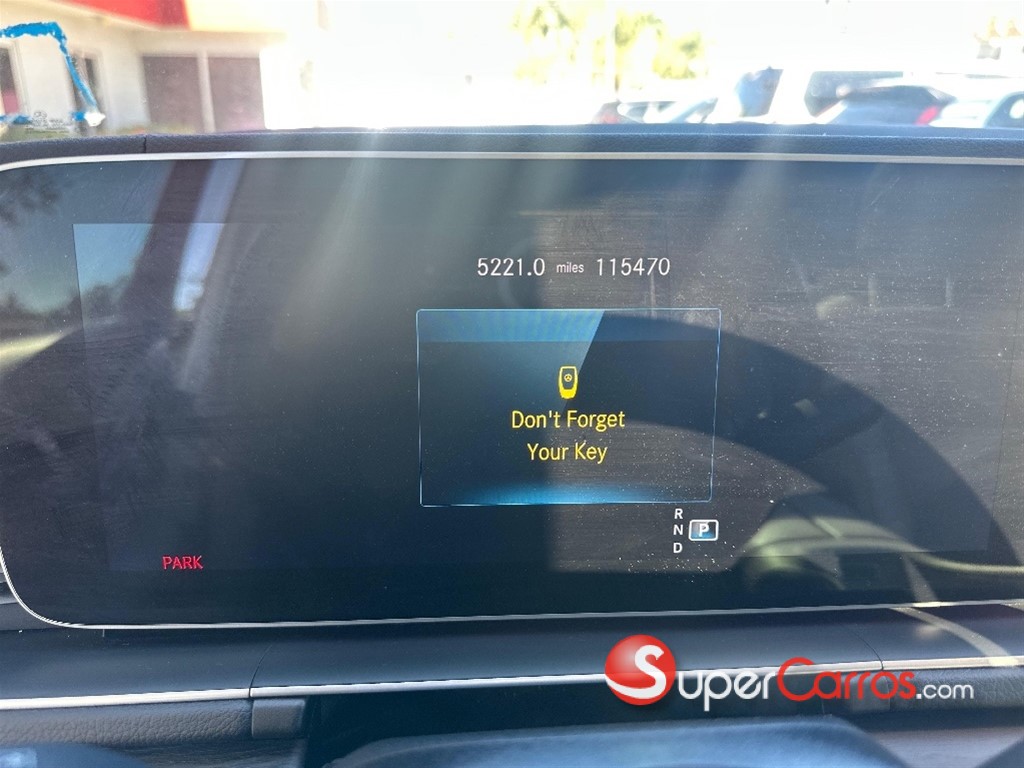 5221.0 miles 115470
Don't Forget
Your Key
R
N P
D
PARK
SuperCarros.com